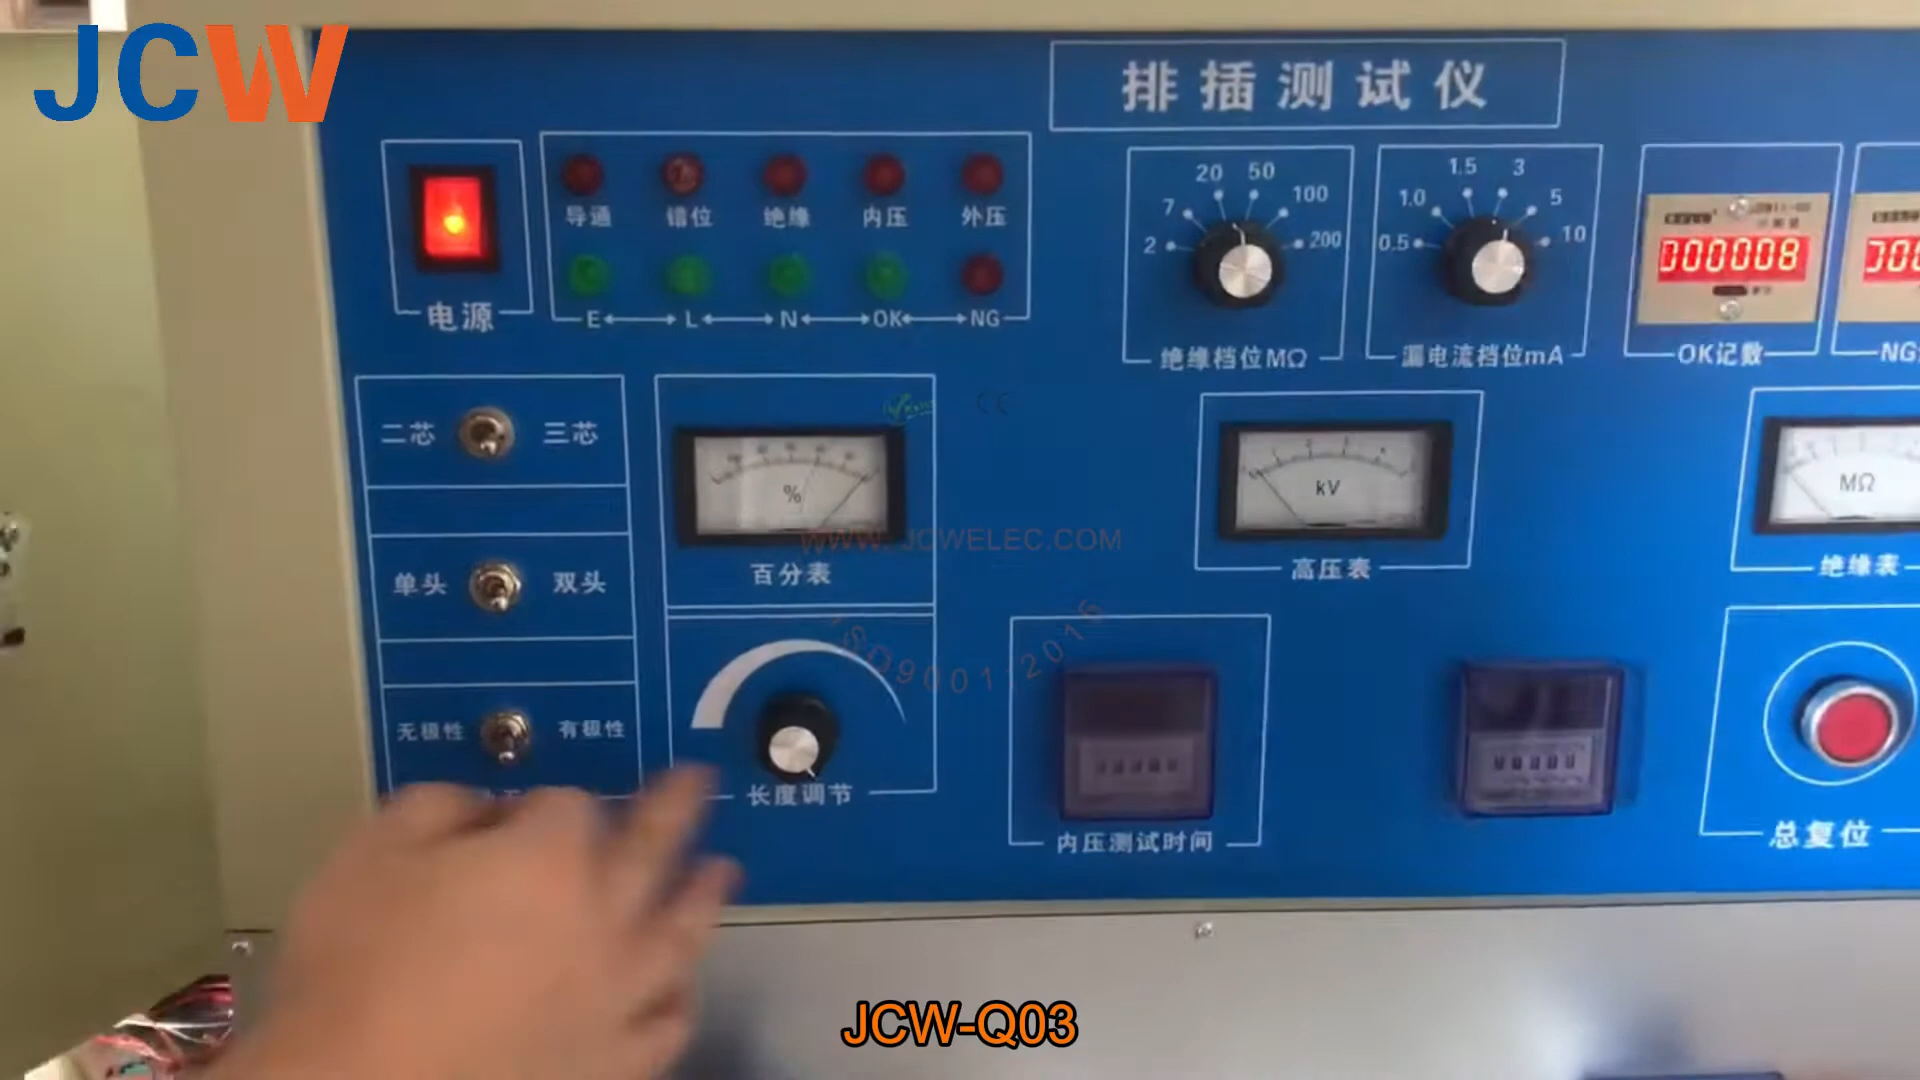 JCW
排插测试仪
导通 错位 绝缘 内压 外压
E L N OK NG
电源
20 50
7 100
2 200
绝缘档位MΩ
1.5 3
1.0 5
0.5 10
漏电流档位mA
000008
OK记数
NG
二芯 三芯
单头 双头
无极性 有极性
%
百分表
kV
高压表
MΩ
绝缘表
WWW.JCWELEC.COM
ISO9001:2015
CE
长度调节
内压测试时间
总复位
JCW-Q03